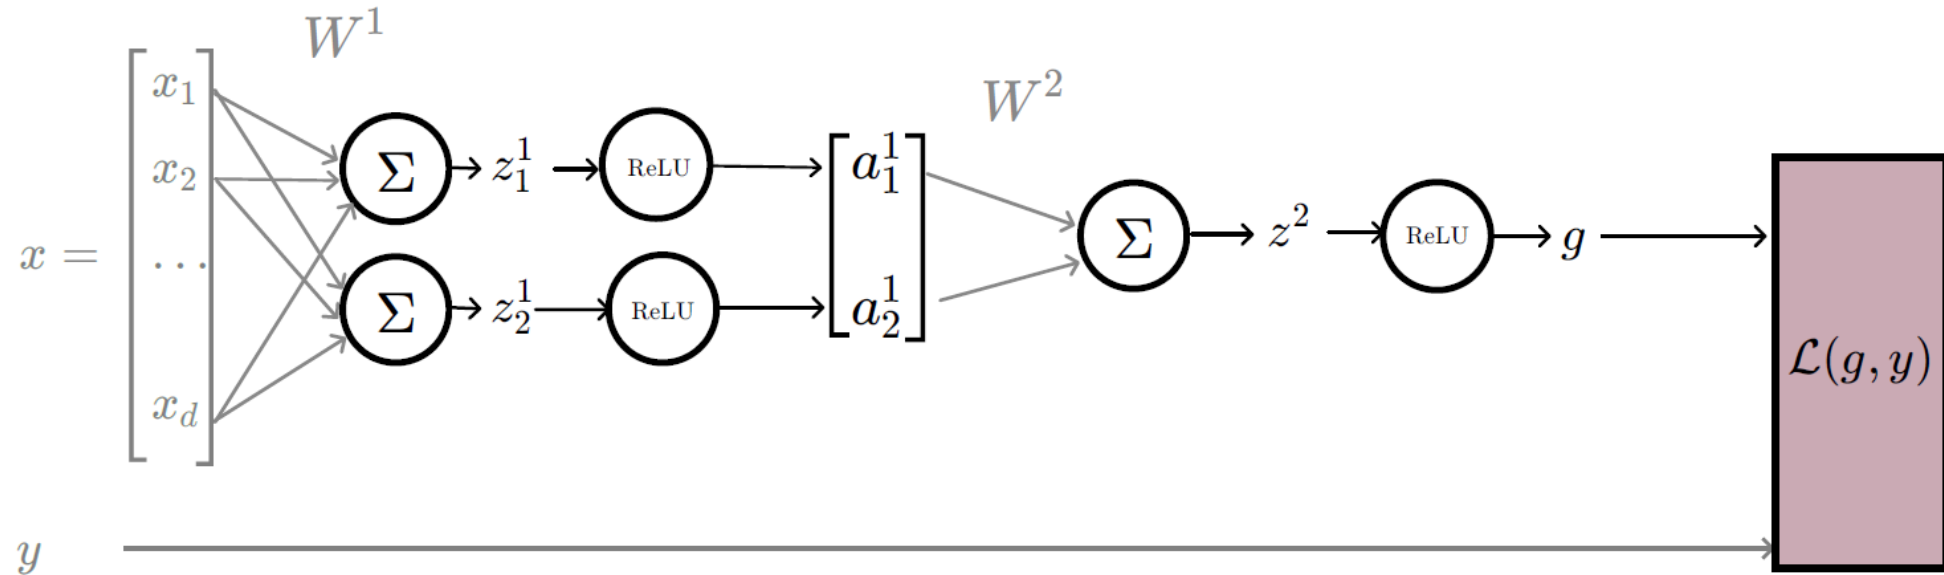 W^1
x_1
W^2
x_2
Σ
z_1^1
ReLU
a_1^1
x =
...
Σ
z^2
ReLU
g
Σ
z_2^1
ReLU
a_2^1
ℒ(g, y)
x_d
y